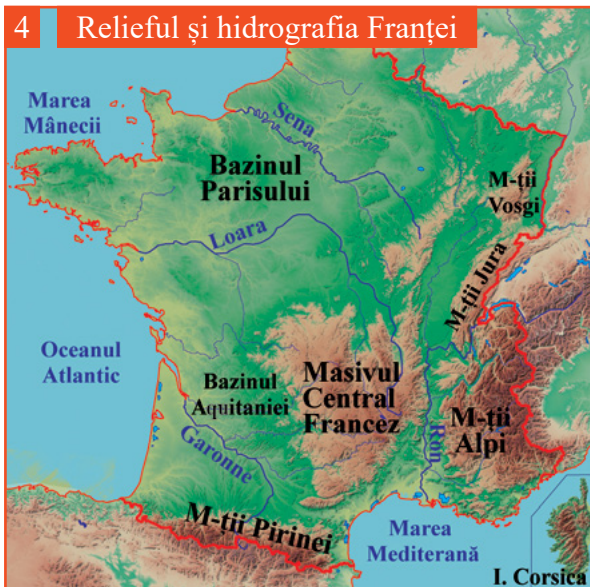 4 Relieful și hidrografia Franței
Marea
Mânecii
Sena
Bazinul
Parisului
M-ții
Vosgi
Loara
M-ții Jura
Oceanul
Atlantic
Bazinul
Aquitaniei
Masivul
Central
Francez
M-ții
Alpi
Garonne
Ron
M-ții Pirinei
Marea
Mediterană
I. Corsica